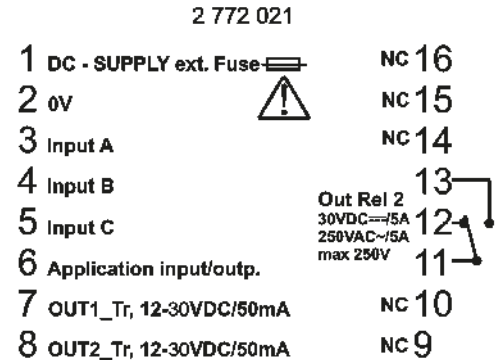 2 772 021
1 DC - SUPPLY ext. Fuse
2 0V
3 Input A
4 Input B
5 Input C
6 Application input/outp.
7 OUT1_Tr, 12-30VDC/50mA
8 OUT2_Tr, 12-30VDC/50mA
NC 16
NC 15
NC 14
13
Out Rel 2
30VDC⎓/5A
250VAC~/5A
max 250V
12
11
NC 10
NC 9